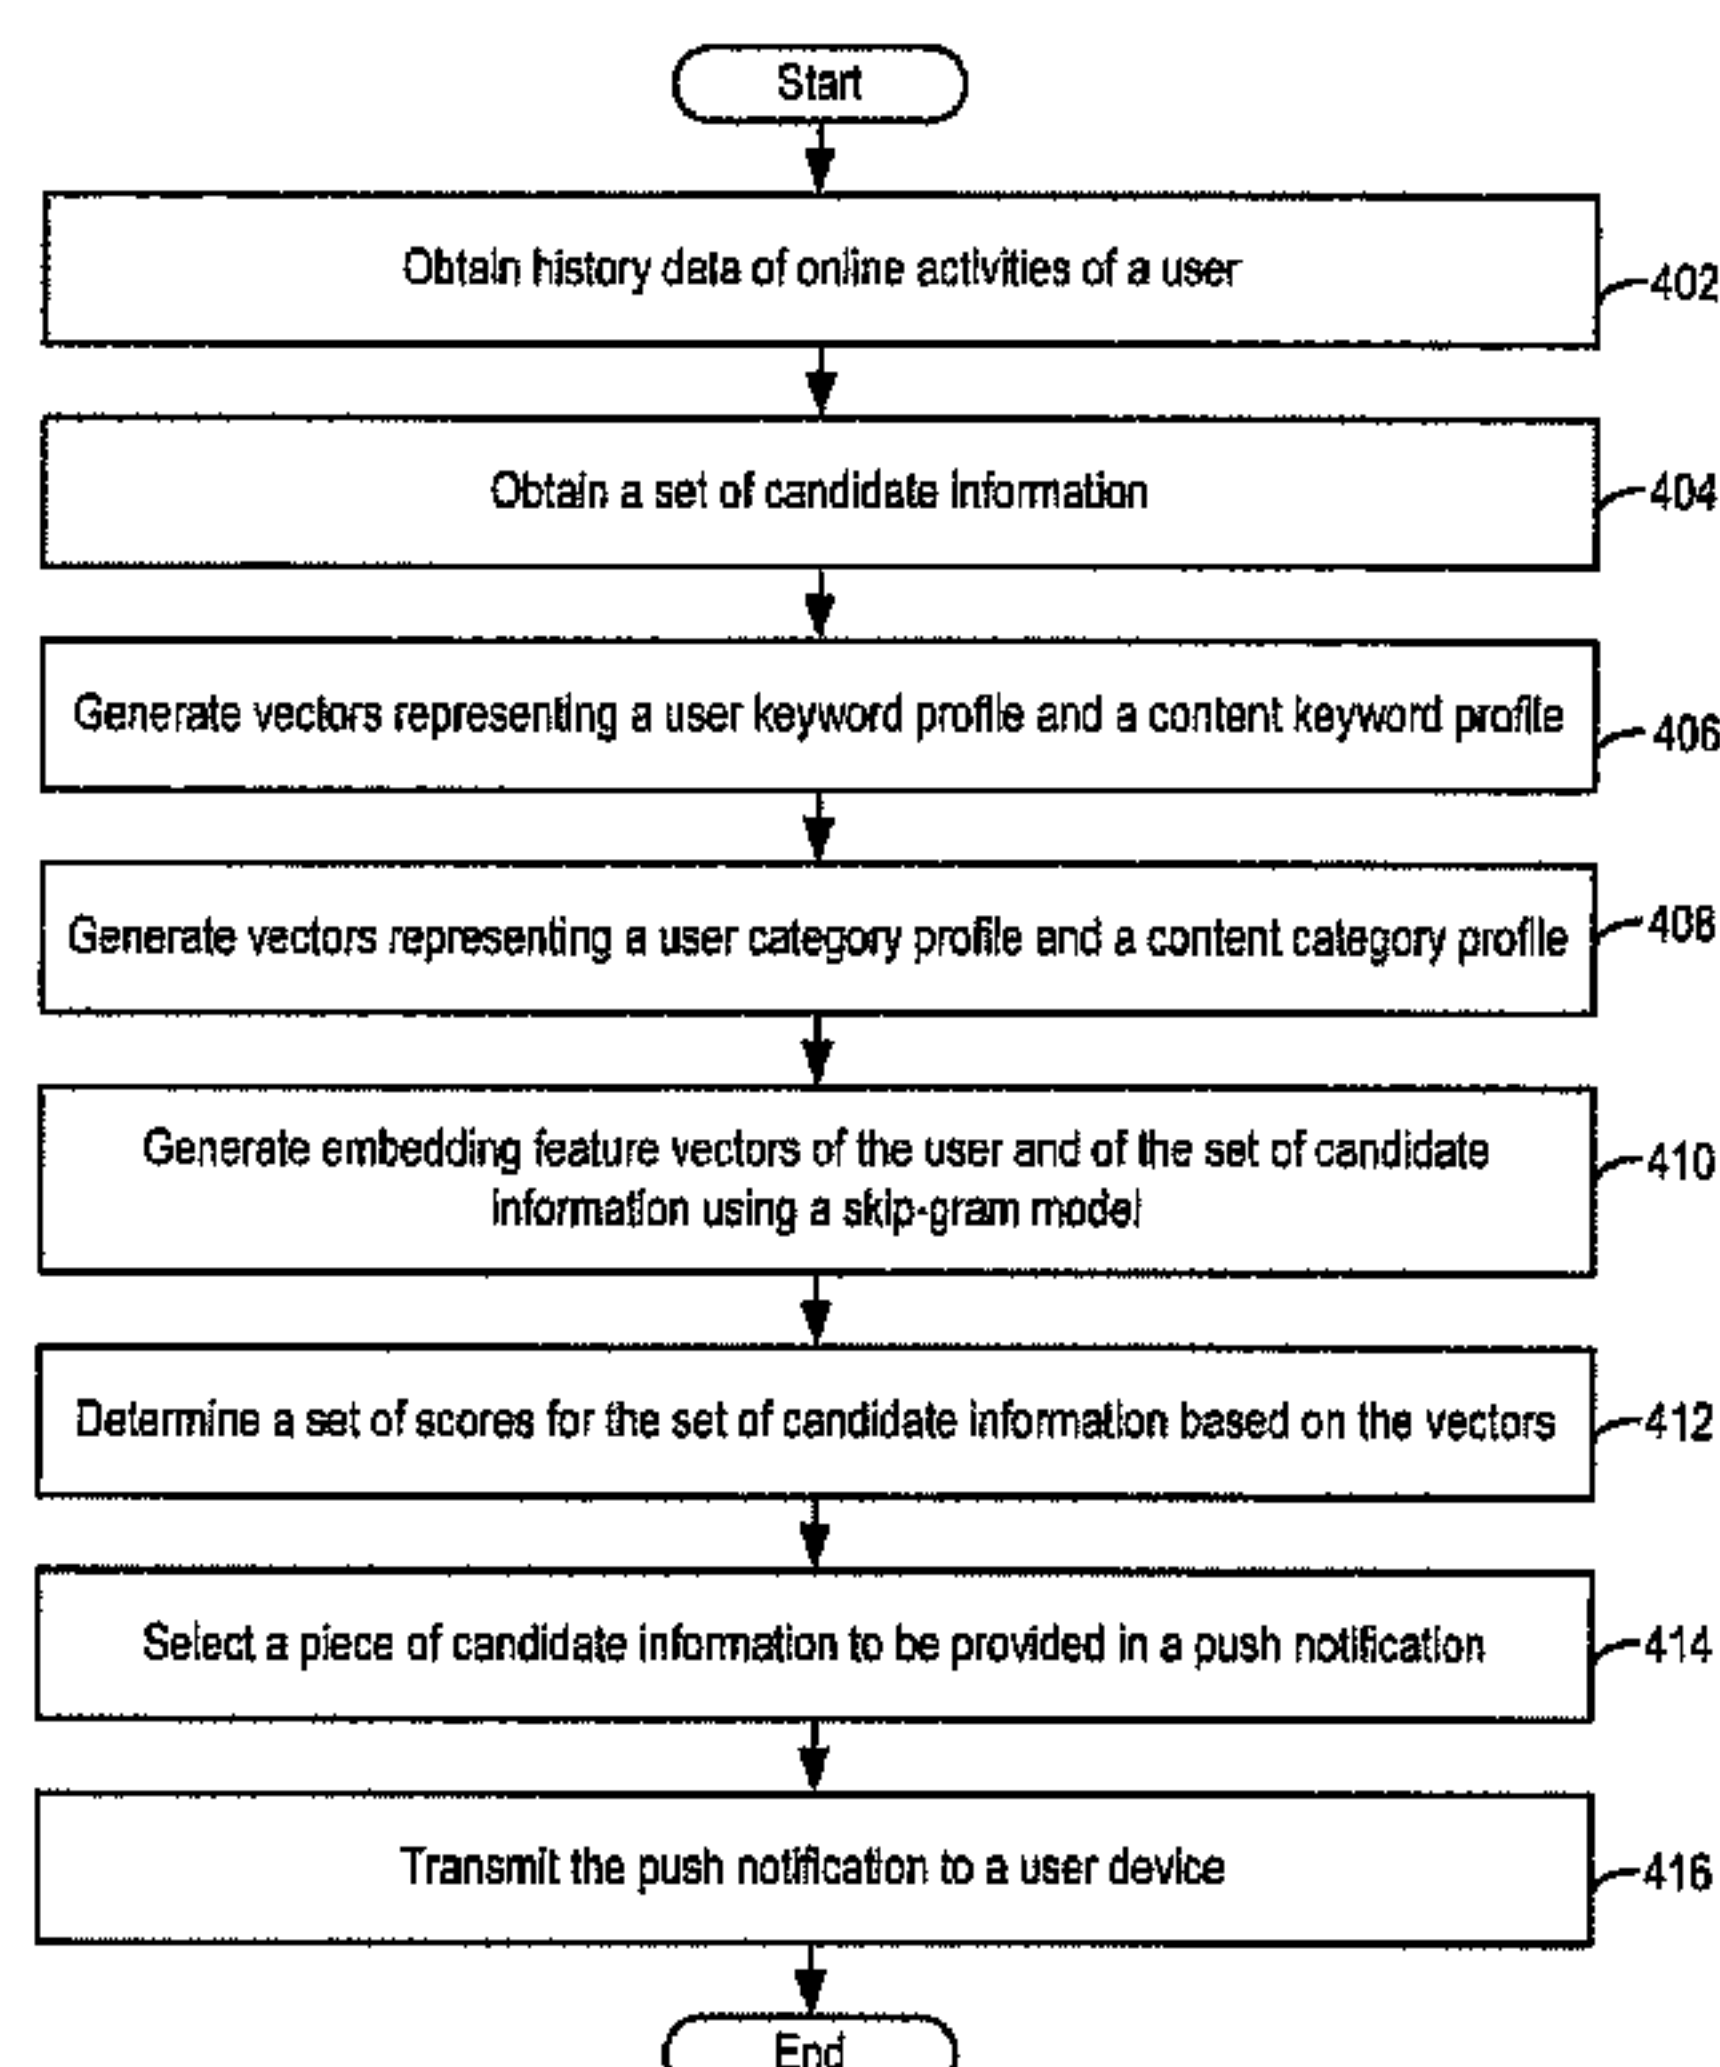 Start
Obtain history data of online activities of a user
402
Obtain a set of candidate information
404
Generate vectors representing a user keyword profile and a content keyword profile
406
Generate vectors representing a user category profile and a content category profile
408
Generate embedding feature vectors of the user and of the set of candidate
information using a skip-gram model
410
Determine a set of scores for the set of candidate information based on the vectors
412
Select a piece of candidate information to be provided in a push notification
414
Transmit the push notification to a user device
416
End